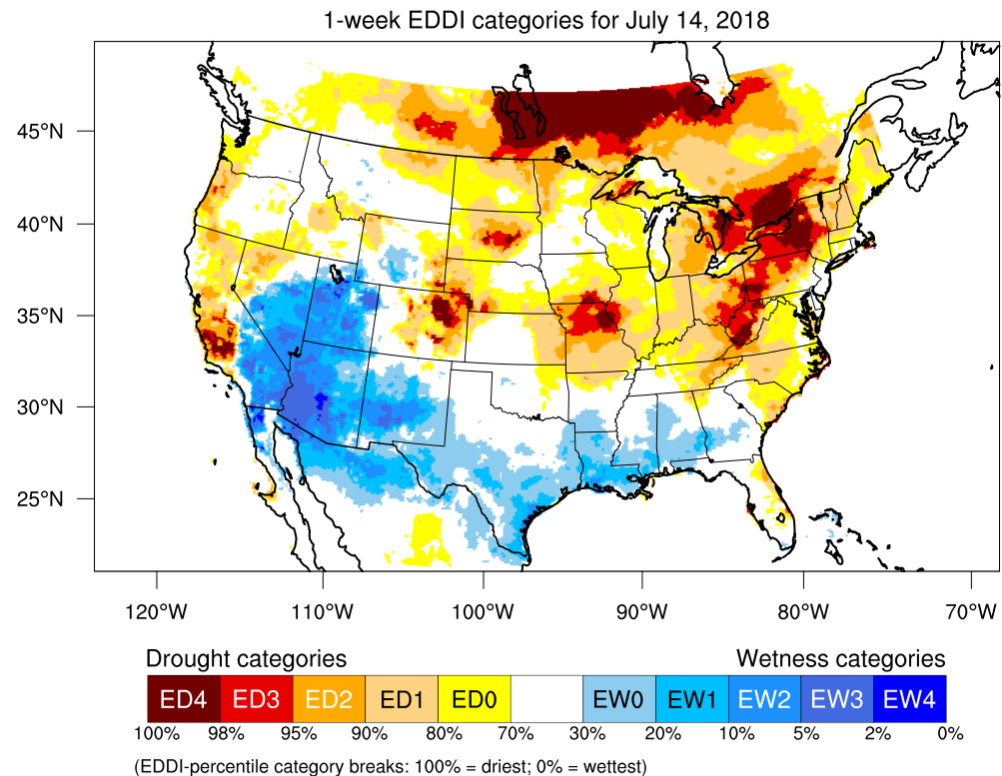 1-week EDDI categories for July 14, 2018
45°N
40°N
35°N
30°N
25°N
120°W 110°W 100°W 90°W 80°W 70°W
Drought categories Wetness categories
ED4 ED3 ED2 ED1 ED0 EW0 EW1 EW2 EW3 EW4
100% 98% 95% 90% 80% 70% 30% 20% 10% 5% 2% 0%
(EDDI-percentile category breaks: 100% = driest; 0% = wettest)